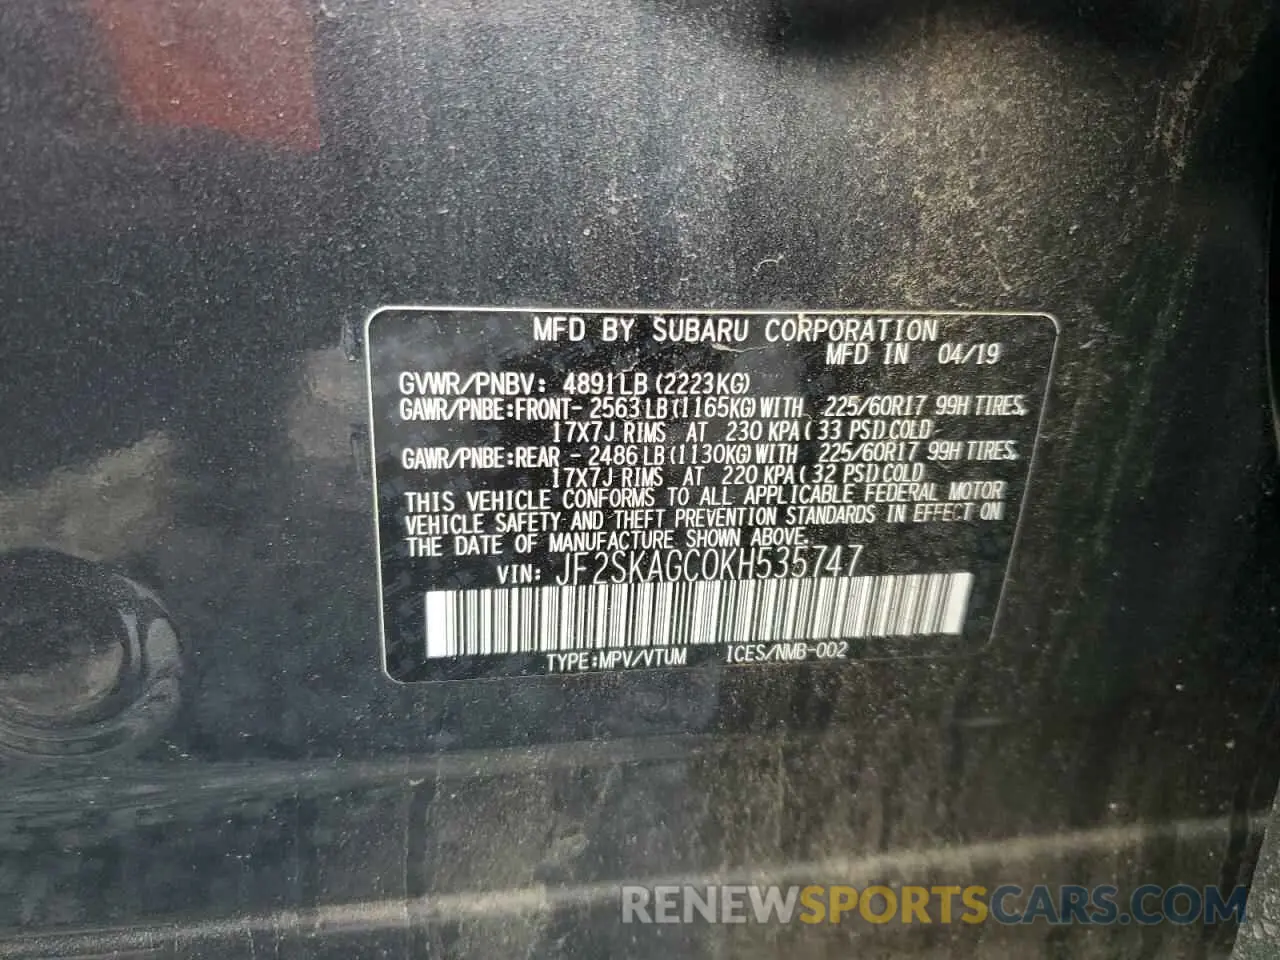 MFD BY SUBARU CORPORATION
MFD IN 04/19
GVWR/PNBV: 4891LB (2223KG)
GAWR/PNBE:FRONT- 2563LB(1165KG)WITH 225/60R17 99H TIRES,
17X7J RIMS AT 230 KPA(33 PSI)COLD
GAWR/PNBE:REAR - 2486LB(1130KG)WITH 225/60R17 99H TIRES,
17X7J RIMS AT 220 KPA(32 PSI)COLD
THIS VEHICLE CONFORMS TO ALL APPLICABLE FEDERAL MOTOR
VEHICLE SAFETY AND THEFT PREVENTION STANDARDS IN EFFECT ON
THE DATE OF MANUFACTURE SHOWN ABOVE.
VIN: JF2SKAGC0KH535747
TYPE:MPV/VTUM ICES/NMB-002
RENEWSPORTSCARS.COM